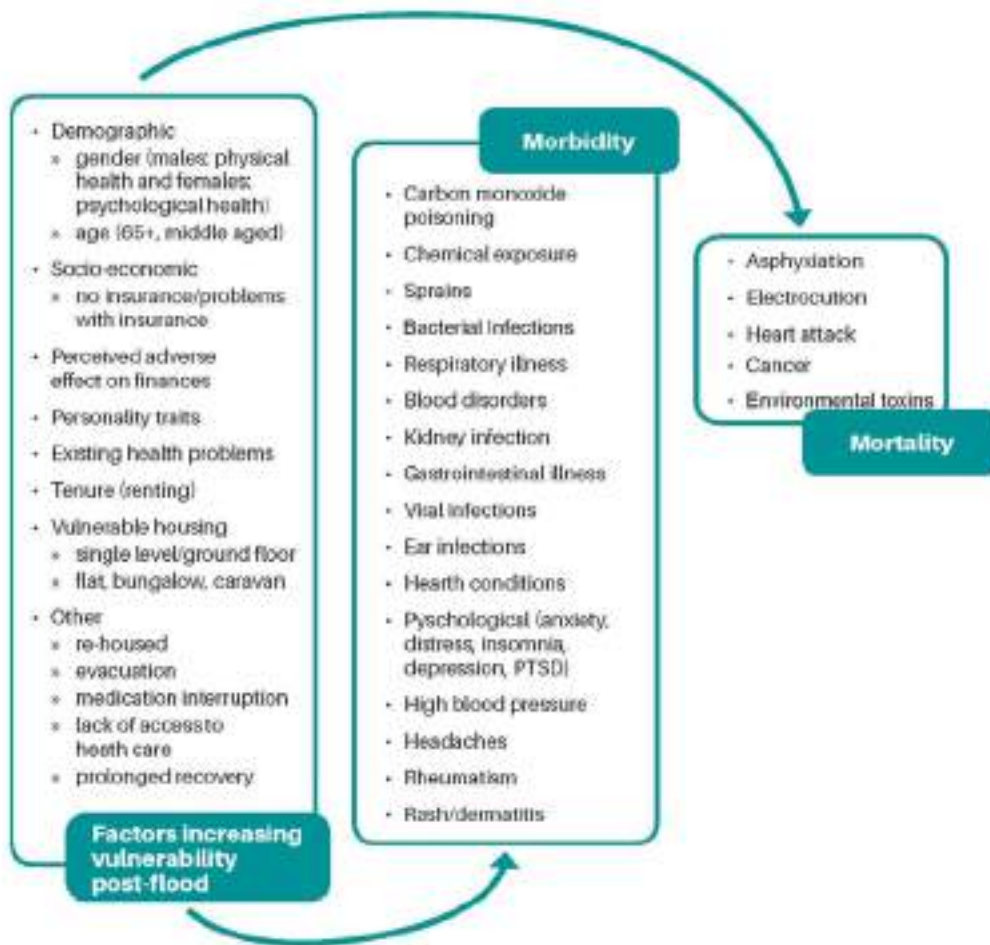 • Demographic
» gender (males: physical
health and females:
psychological health)
» age (65+, middle aged)
• Socio-economic
» no insurance/problems
with insurance
• Perceived adverse
effect on finances
• Personality traits
• Existing health problems
• Tenure (renting)
• Vulnerable housing
» single level/ground floor
» flat, bungalow, caravan
• Other
» re-housed
» evacuation
» medication interruption
» lack of access to
heath care
» prolonged recovery
Factors increasing
vulnerability
post-flood
Morbidity
• Carbon monoxide
poisoning
• Chemical exposure
• Sprains
• Bacterial Infections
• Respiratory illness
• Blood disorders
• Kidney infection
• Gastrointestinal illness
• Viral infections
• Ear infections
• Hearth conditions
• Pyschological (anxiety,
distress, insomnia,
depression, PTSD)
• High blood pressure
• Headaches
• Rheumatism
• Rash/dermatitis
• Asphyxiation
• Electrocution
• Heart attack
• Cancer
• Environmental toxins
Mortality